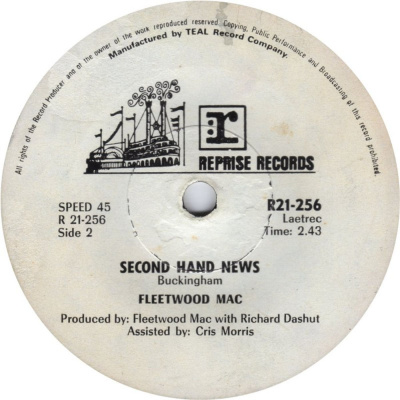 All rights of the Record Producer and of the owner of the work reproduced reserved. Copying, Public Performance and Broadcasting of this record prohibited.
Manufactured by TEAL Record Company.
r
REPRISE RECORDS
SPEED 45
R 21-256
Side 2
R21-256
Laetrec
Time: 2.43
SECOND HAND NEWS
Buckingham
FLEETWOOD MAC
Produced by: Fleetwood Mac with Richard Dashut
Assisted by: Cris Morris